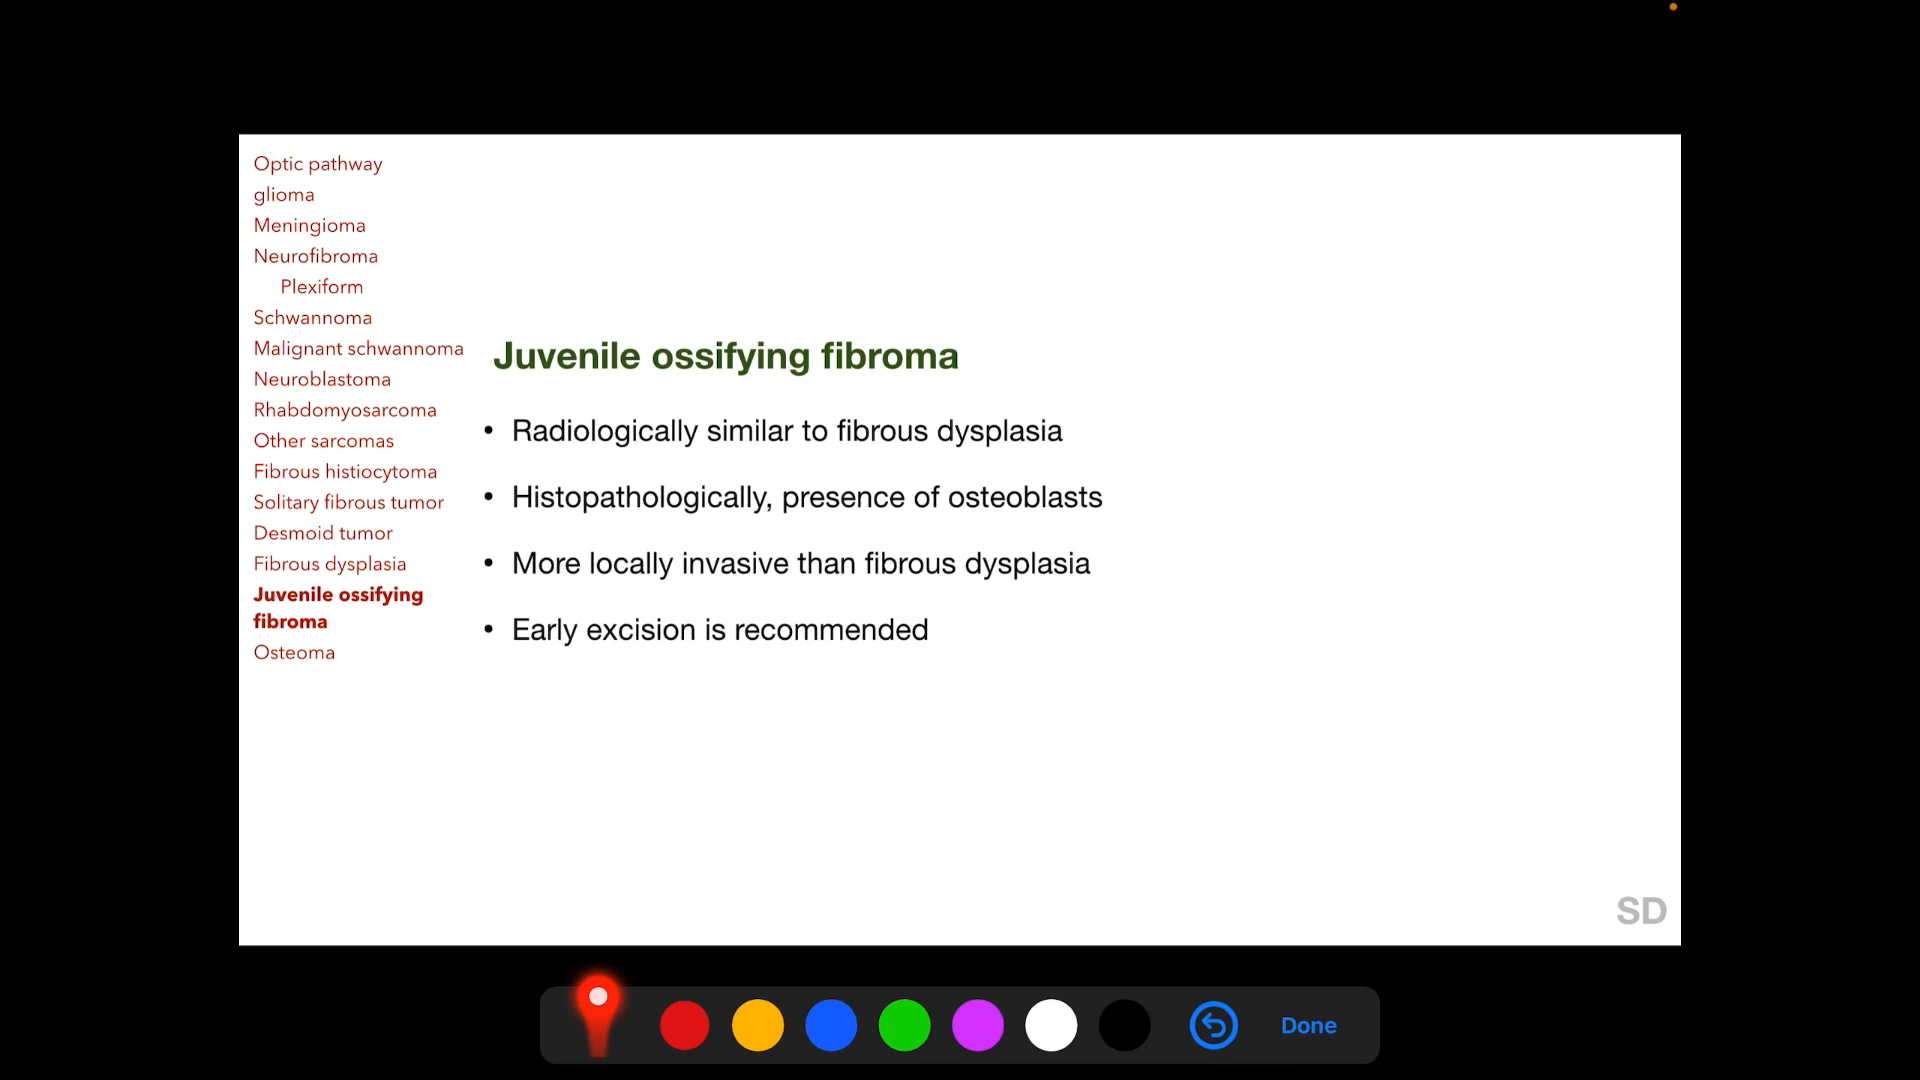 Optic pathway
glioma
Meningioma
Neurofibroma
Plexiform
Schwannoma
Malignant schwannoma
Neuroblastoma
Rhabdomyosarcoma
Other sarcomas
Fibrous histiocytoma
Solitary fibrous tumor
Desmoid tumor
Fibrous dysplasia
Juvenile ossifying
fibroma
Osteoma
Juvenile ossifying fibroma
• Radiologically similar to fibrous dysplasia
• Histopathologically, presence of osteoblasts
• More locally invasive than fibrous dysplasia
• Early excision is recommended
SD
Done